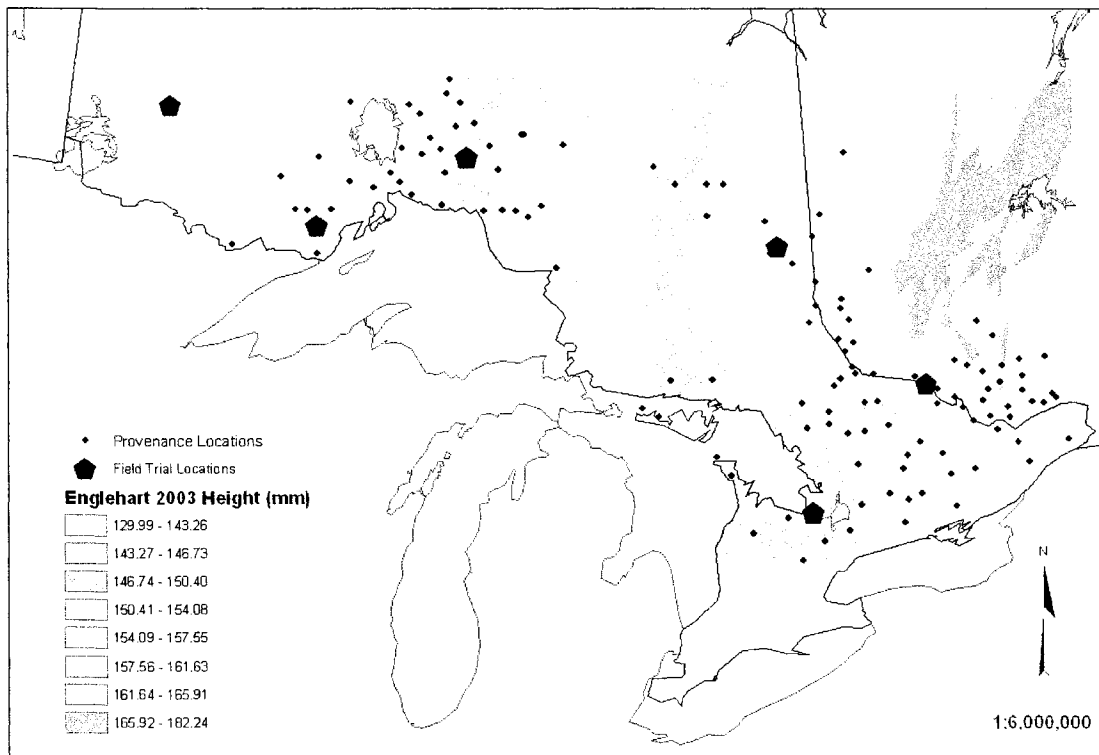 Provenance Locations
Field Trial Locations
Englehart 2003 Height (mm)
129.99 - 143.26
143.27 - 146.73
146.74 - 150.40
150.41 - 154.08
154.09 - 157.55
157.56 - 161.63
161.64 - 165.91
165.92 - 182.24
N
1:6,000,000